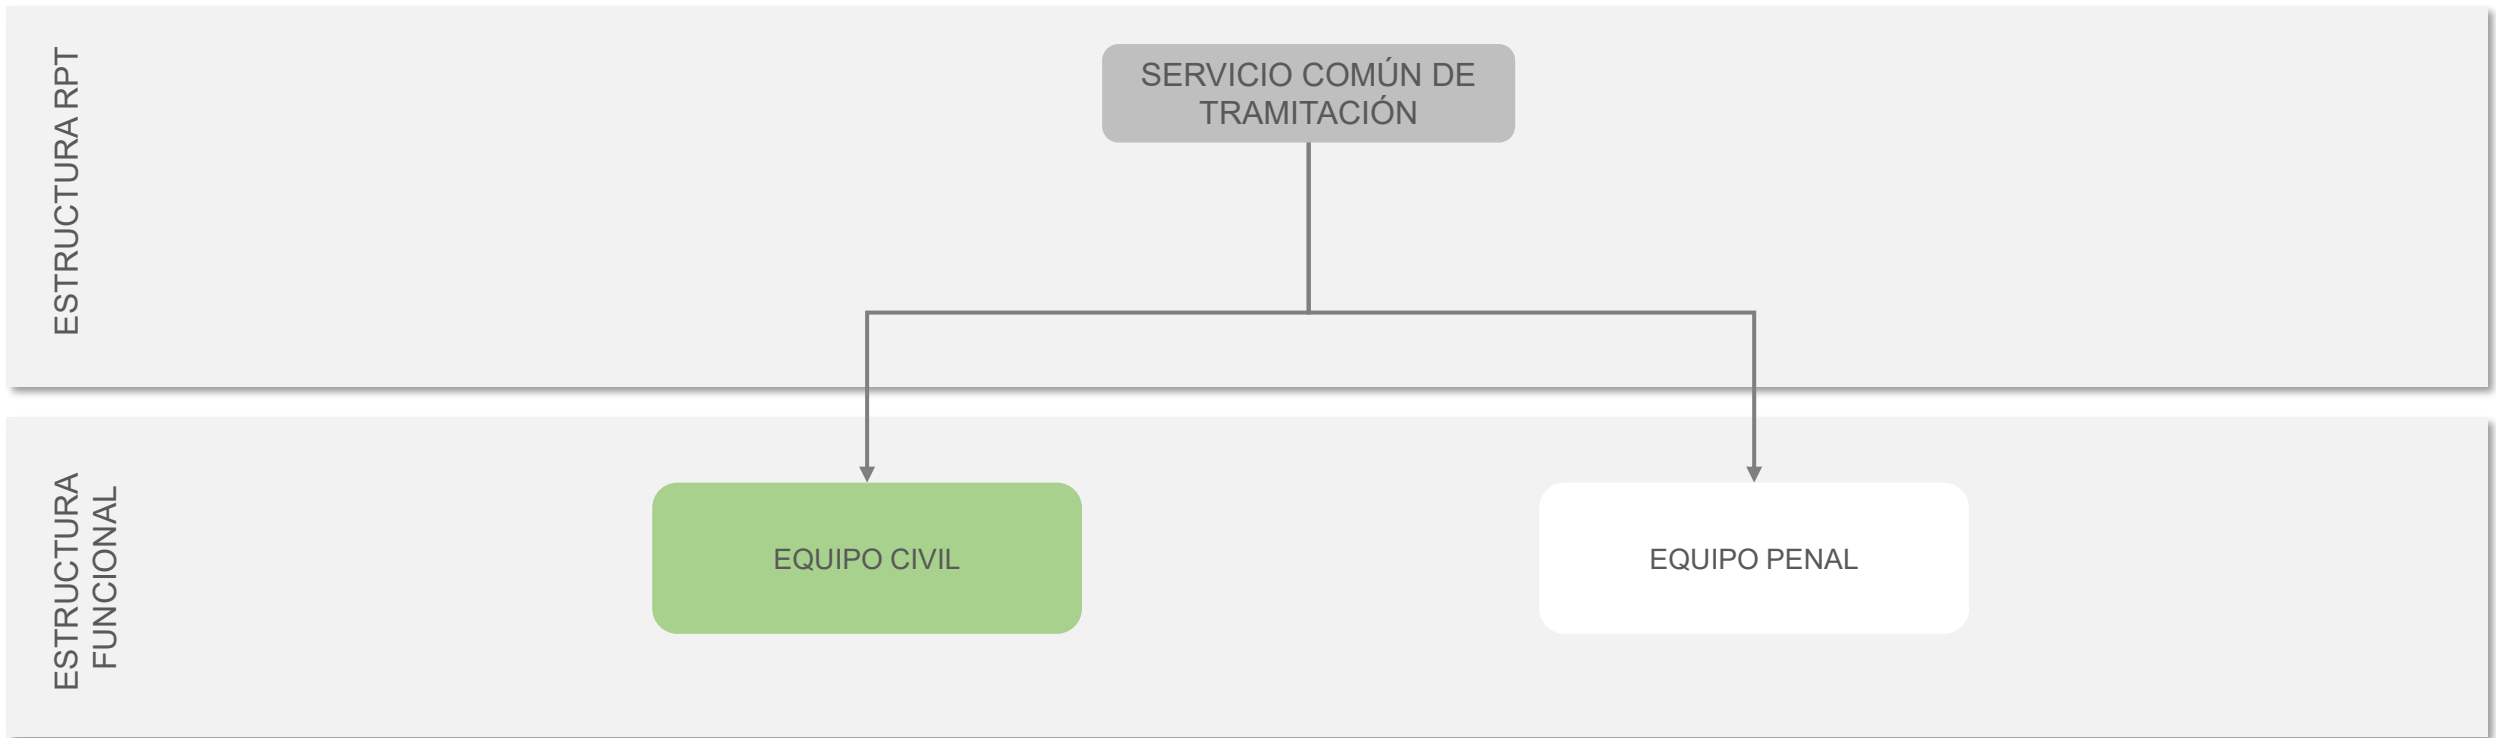 ESTRUCTURA RPT
SERVICIO COMÚN DE
TRAMITACIÓN
ESTRUCTURA
FUNCIONAL
EQUIPO CIVIL
EQUIPO PENAL